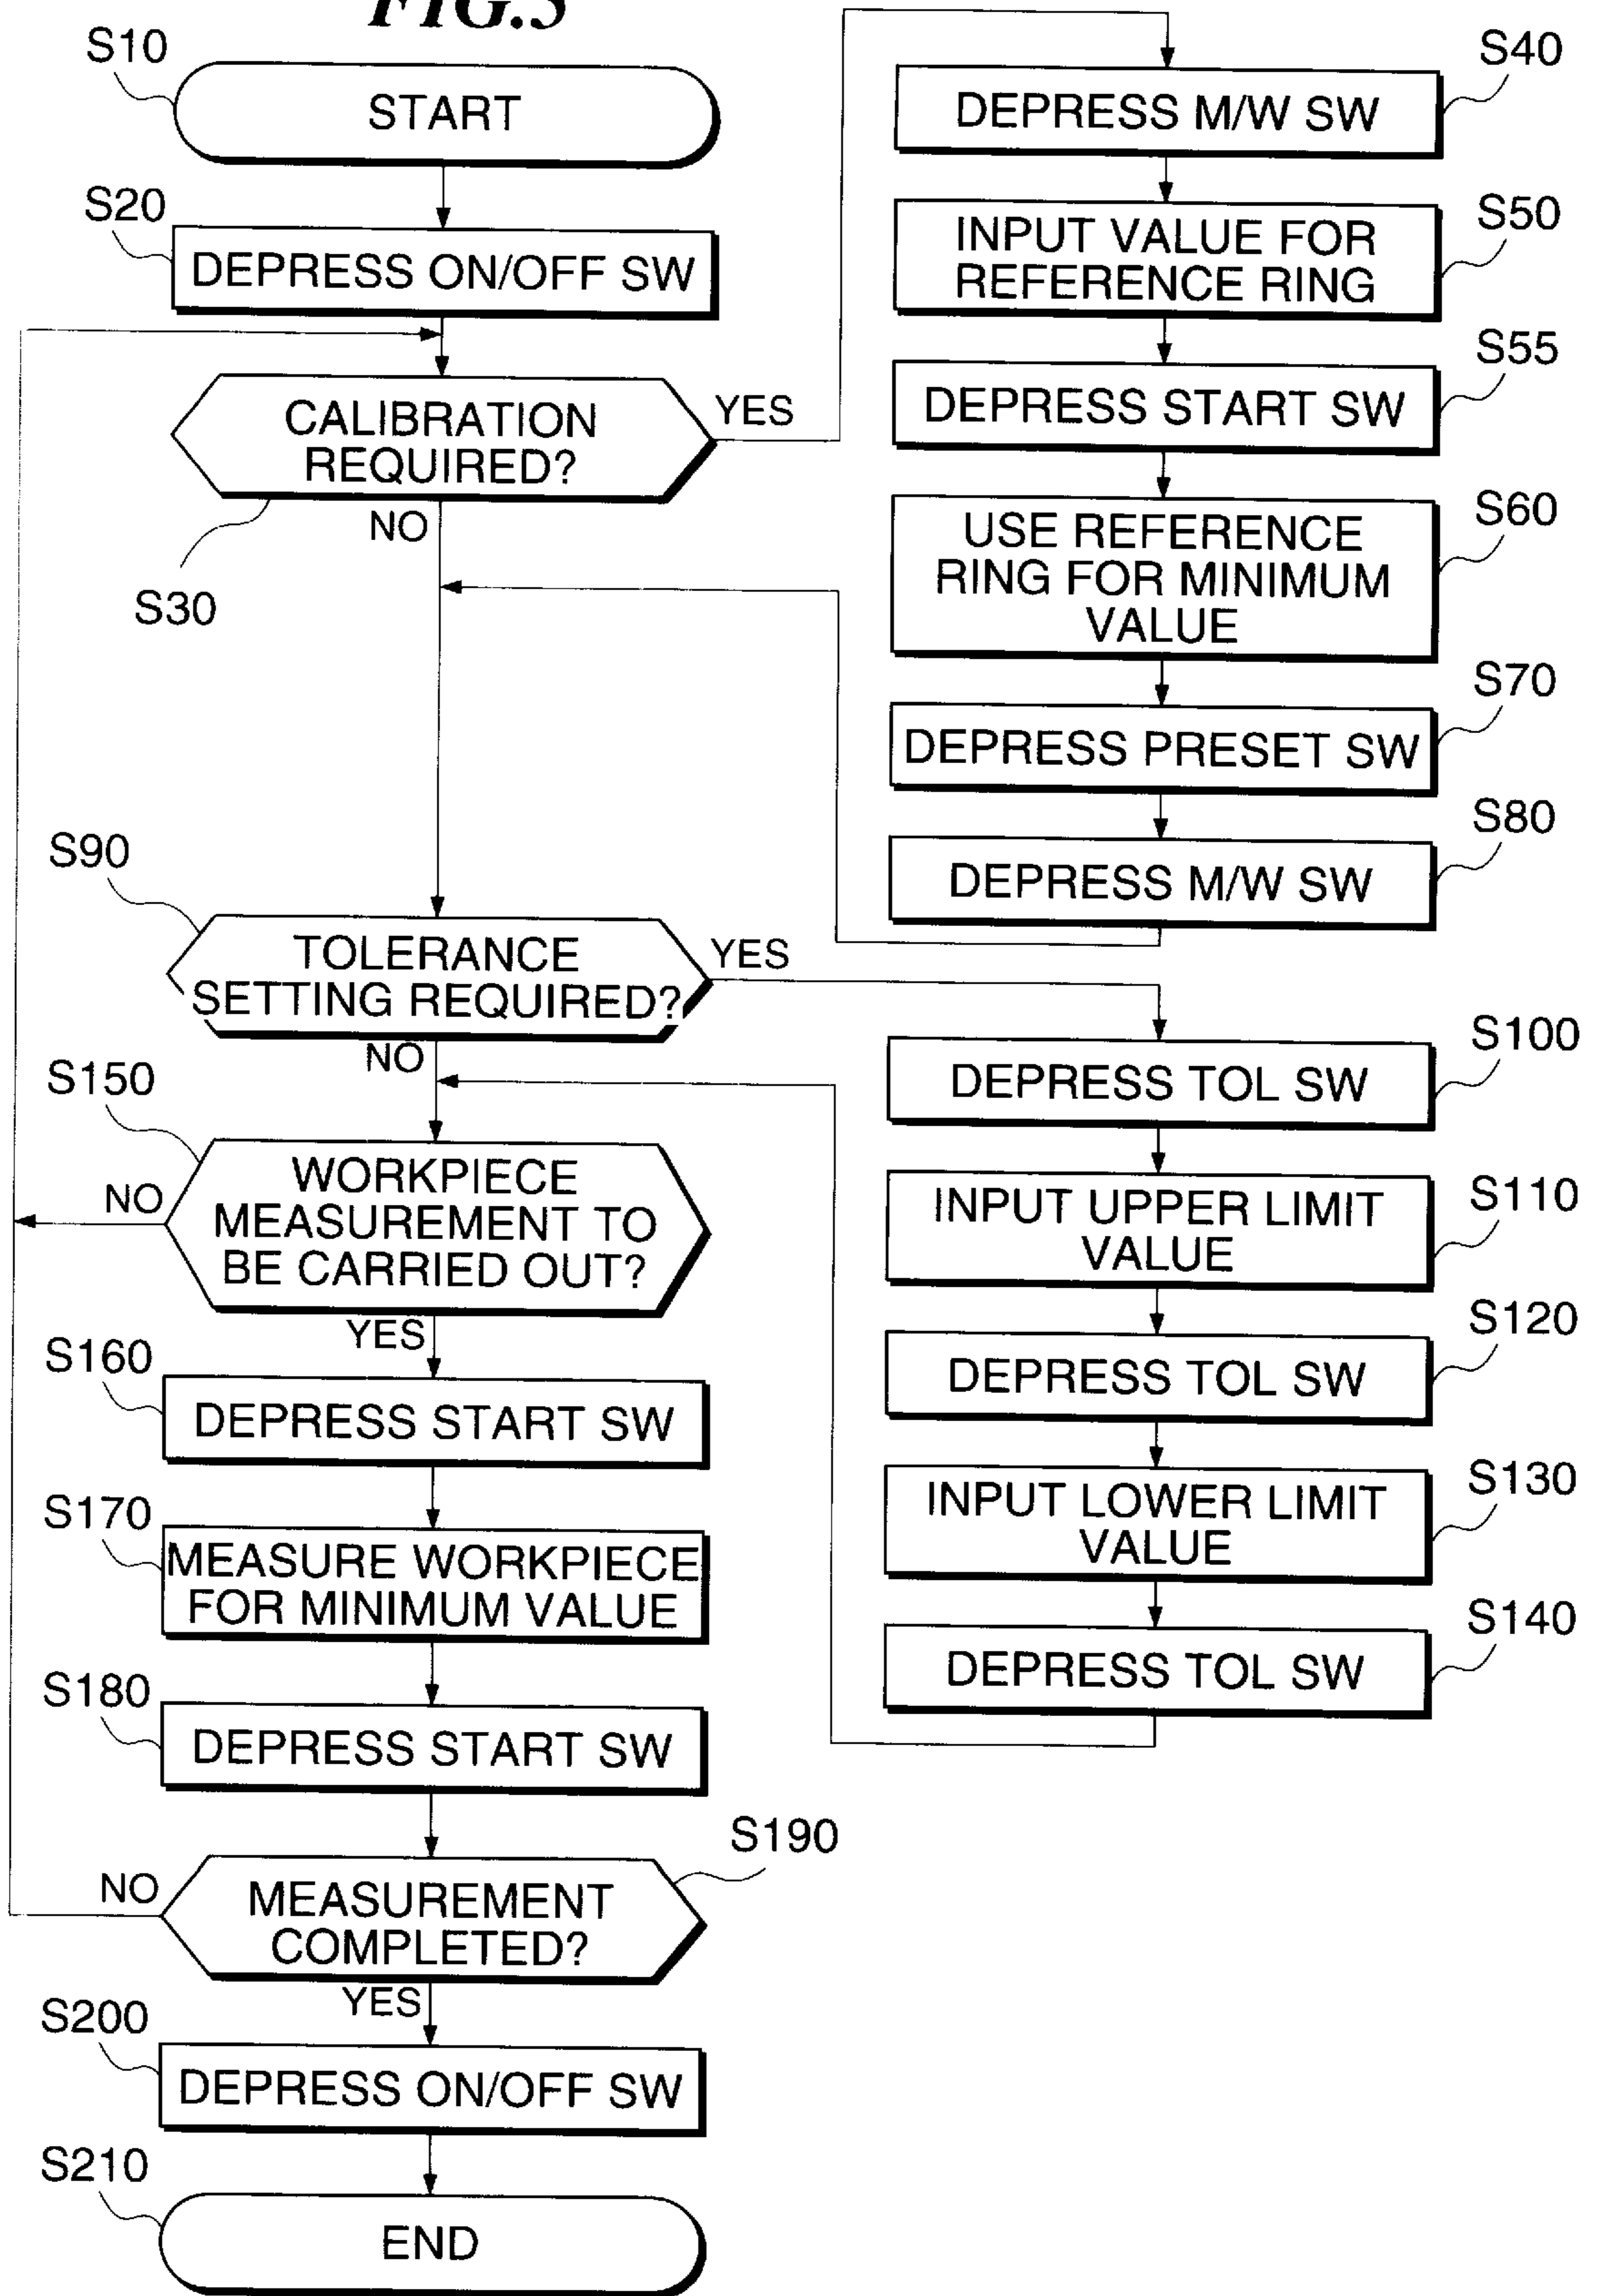 FIG.5
S10
START
S20
DEPRESS ON/OFF SW
CALIBRATION
REQUIRED?
YES
NO
S30
S40
DEPRESS M/W SW
S50
INPUT VALUE FOR
REFERENCE RING
S55
DEPRESS START SW
S60
USE REFERENCE
RING FOR MINIMUM
VALUE
S70
DEPRESS PRESET SW
S80
DEPRESS M/W SW
S90
TOLERANCE
SETTING REQUIRED?
YES
NO
S100
DEPRESS TOL SW
S110
INPUT UPPER LIMIT
VALUE
S120
DEPRESS TOL SW
S130
INPUT LOWER LIMIT
VALUE
S140
DEPRESS TOL SW
S150
WORKPIECE
MEASUREMENT TO
BE CARRIED OUT?
NO
YES
S160
DEPRESS START SW
S170
MEASURE WORKPIECE
FOR MINIMUM VALUE
S180
DEPRESS START SW
S190
MEASUREMENT
COMPLETED?
NO
YES
S200
DEPRESS ON/OFF SW
S210
END